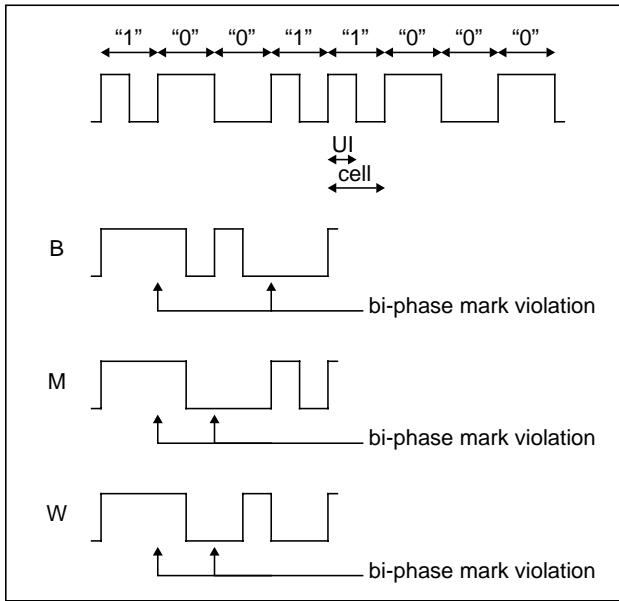 “1” “0” “0” “1” “1” “0” “0” “0”
UI
cell
B
bi-phase mark violation
M
bi-phase mark violation
W
bi-phase mark violation